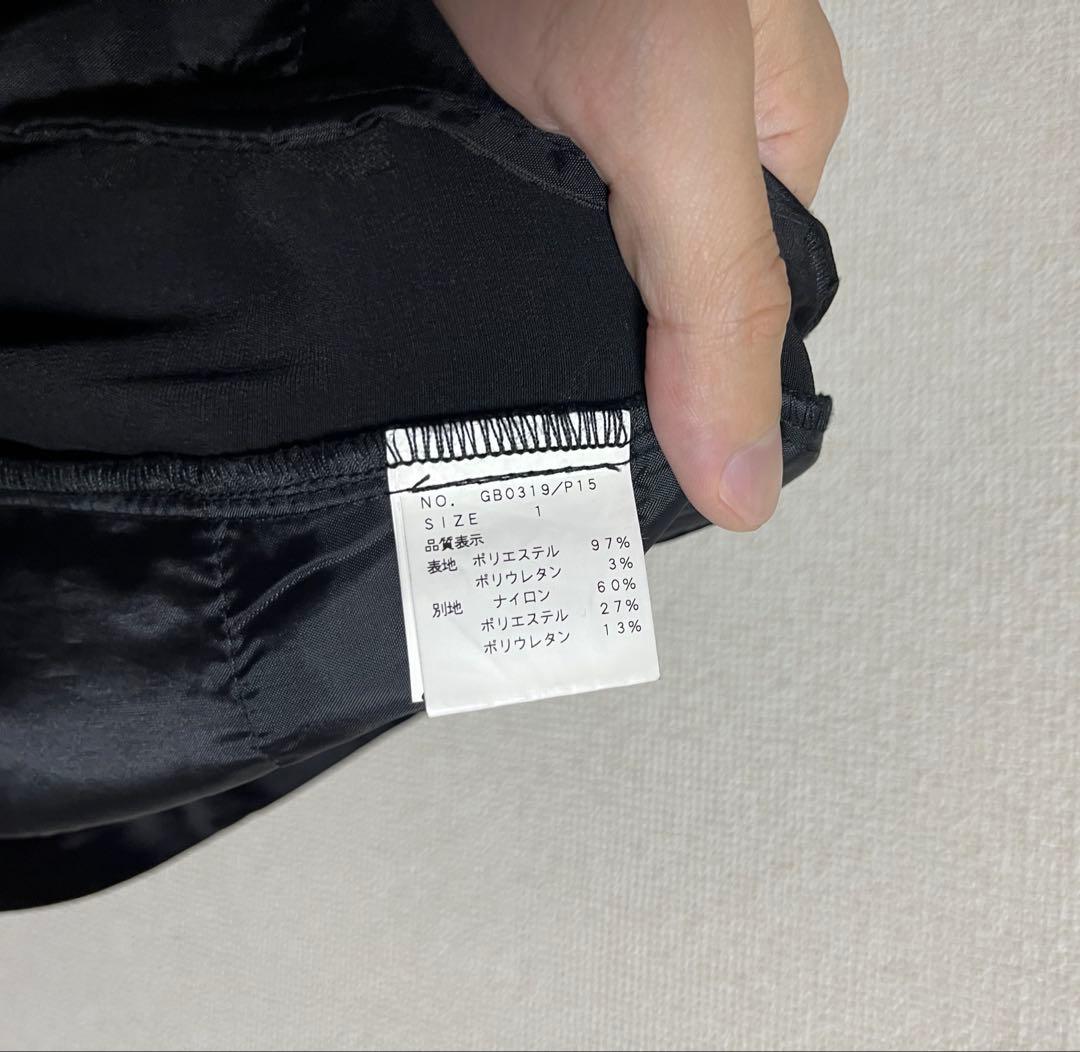 NO. GB0319/P15
SIZE 1
品質表示
表地 ポリエステル 97%
ポリウレタン 3%
別地 ナイロン 60%
ポリエステル 27%
ポリウレタン 13%